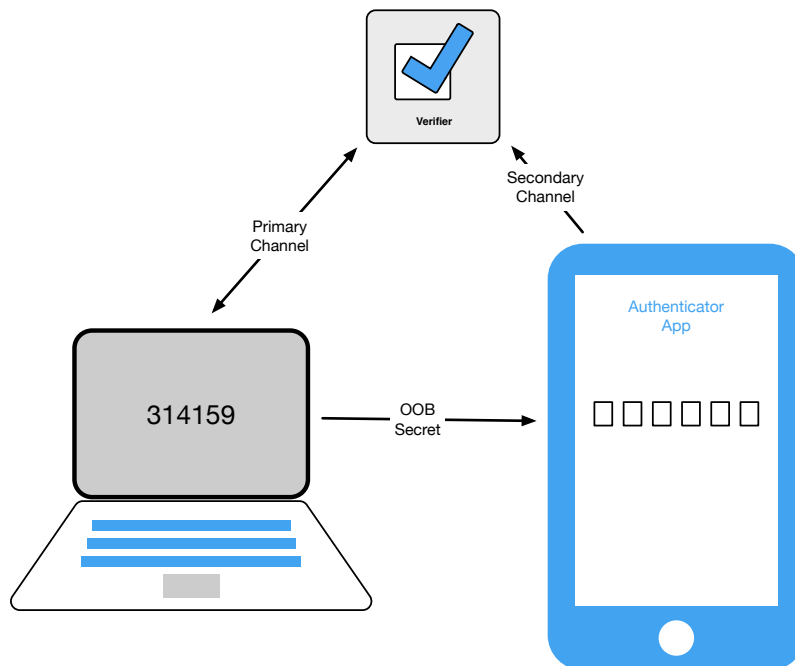 Verifier
Secondary
Channel
Primary
Channel
Authenticator
App
314159
OOB
Secret